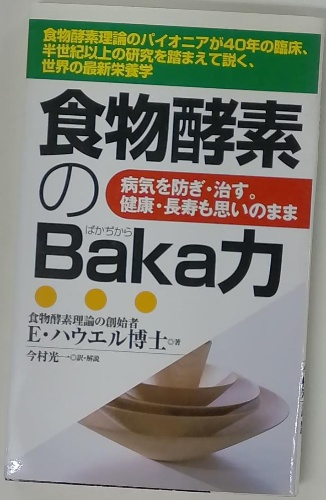 食物酵素理論のパイオニアが40年の臨床、
半世紀以上の研究を踏まえて説く、
世界の最新栄養学
食物酵素
の
病気を防ぎ・治す。
健康・長寿も思いのまま
ばかぢから
Baka力
食物酵素理論の創始者
E・ハウエル博士◎著
今村光一◎訳・解説